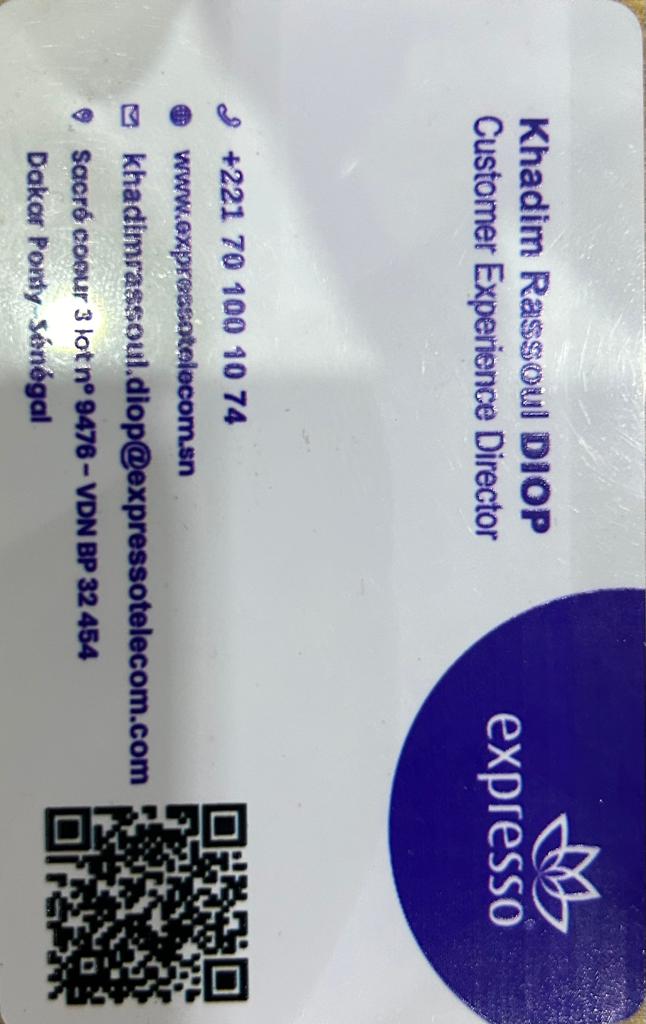 expresso
Khadim Rassoul DIOP
Customer Experience Director
+221 70 100 10 74
www.expressotelecom.sn
khadimrassoul.diop@expressotelecom.com
Sacré coeur 3 lot n° 9476 - VDN BP 32 454
Dakar Ponty - Sénégal